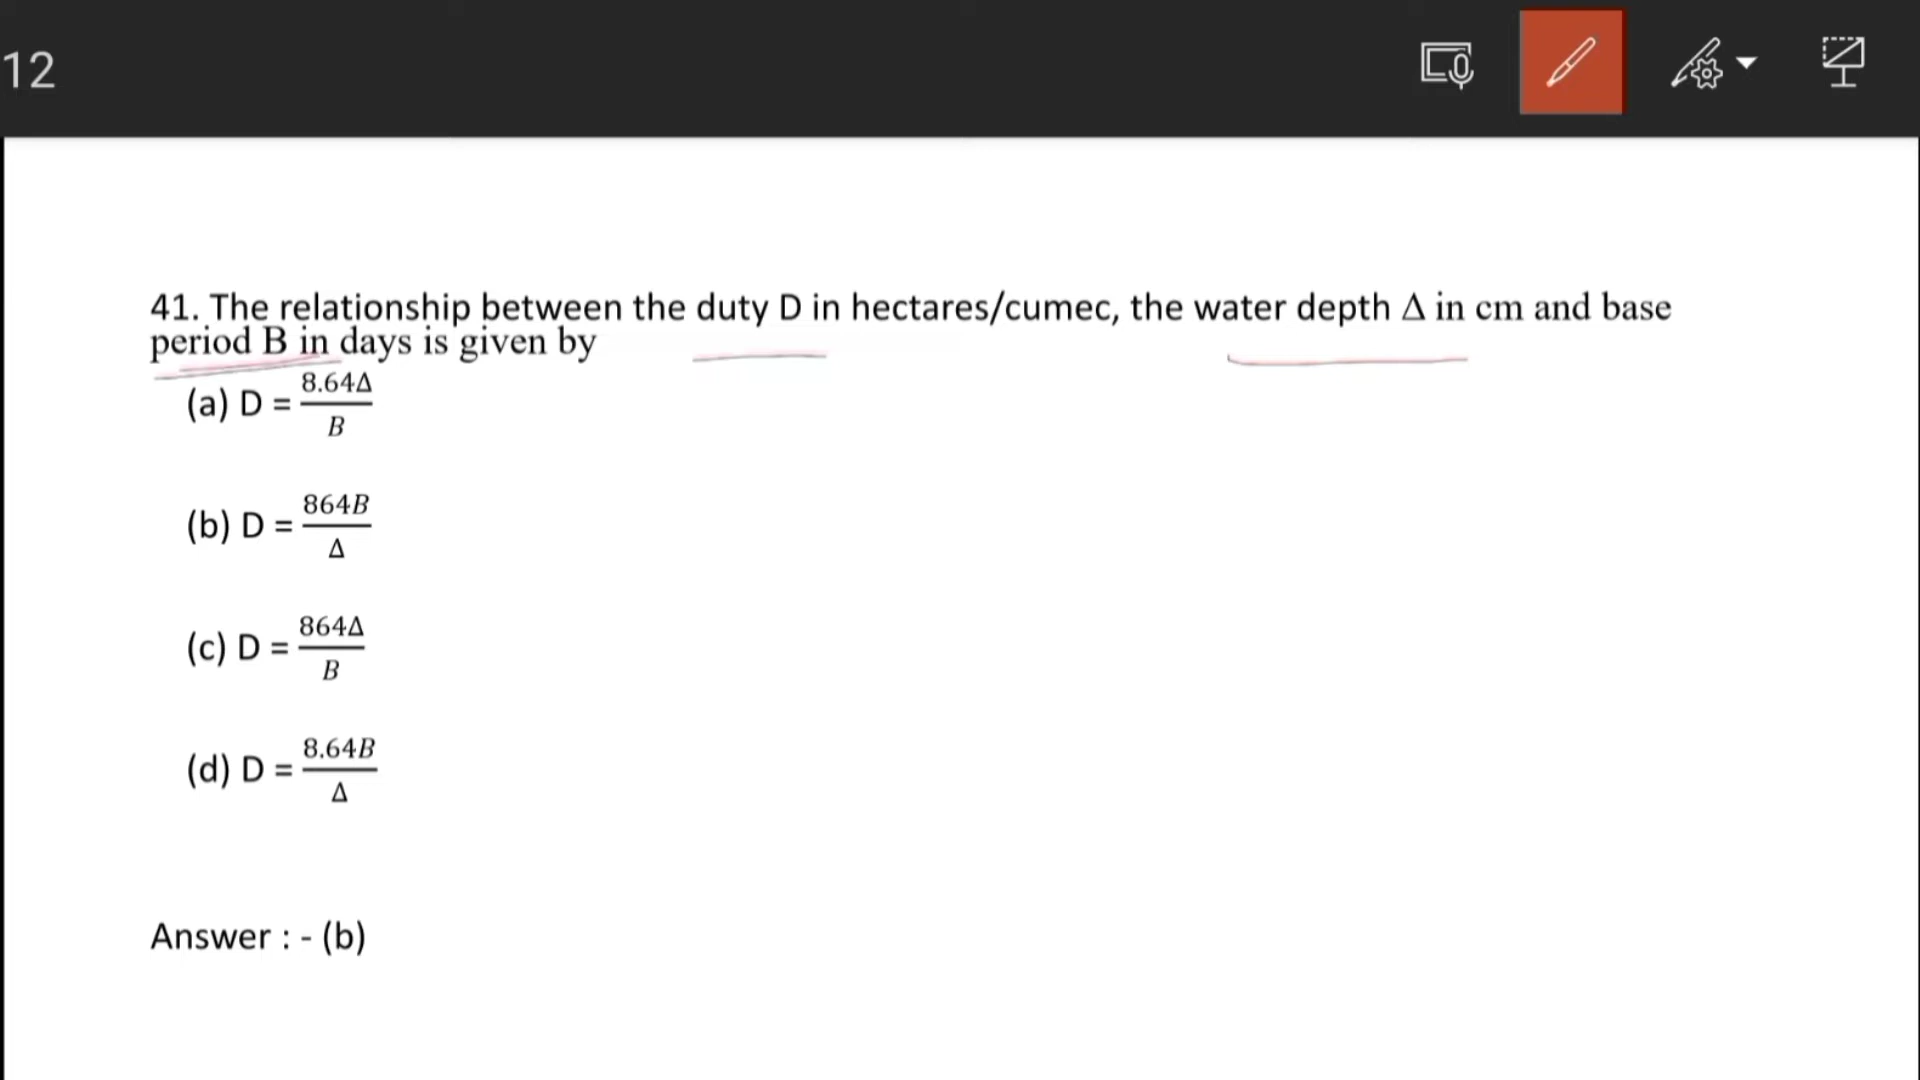 12
41. The relationship between the duty D in hectares/cumec, the water depth Δ in cm and base
period B in days is given by
(a) D = 8.64Δ/B
(b) D = 864B/Δ
(c) D = 864Δ/B
(d) D = 8.64B/Δ
Answer : - (b)